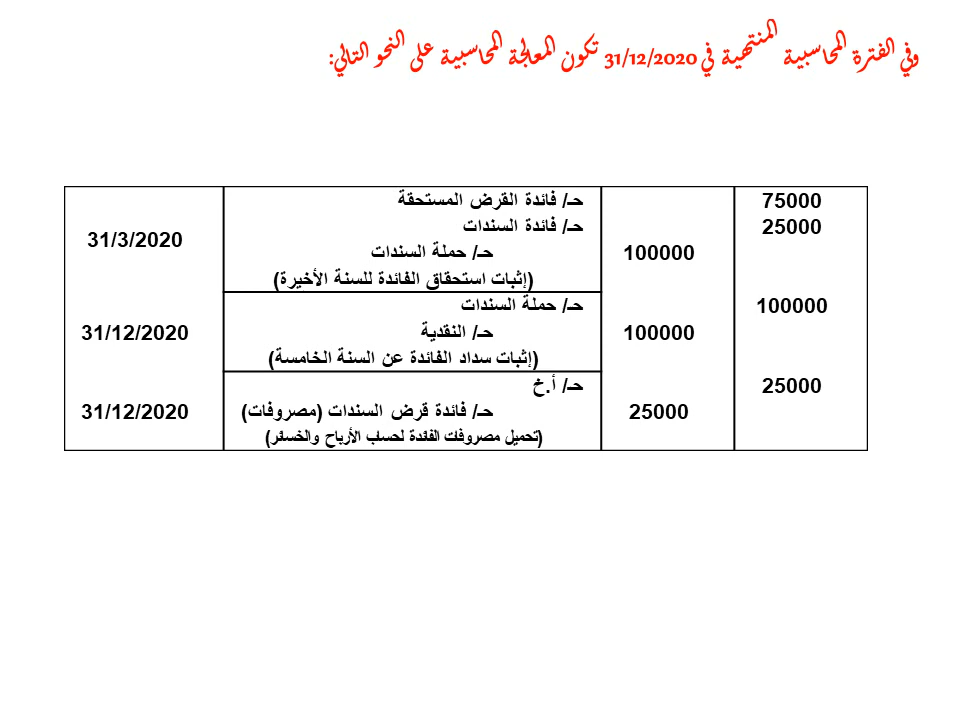 وفي الفترة المحاسبية المنتهية في 31/12/2020 تكون المعالجة المحاسبية على النحو التالي:
75000 حـ/ فائدة القرض المستحقة
25000 حـ/ فائدة السندات 31/3/2020
100000 حـ/ حملة السندات
(إثبات استحقاق الفائدة للسنة الأخيرة)
100000 حـ/ حملة السندات
100000 حـ/ النقدية 31/12/2020
(إثبات سداد الفائدة عن السنة الخامسة)
25000 حـ/ أ.خ
25000 حـ/ فائدة قرض السندات (مصروفات) 31/12/2020
(تحميل مصروفات الفائدة لحساب الأرباح والخسائر)